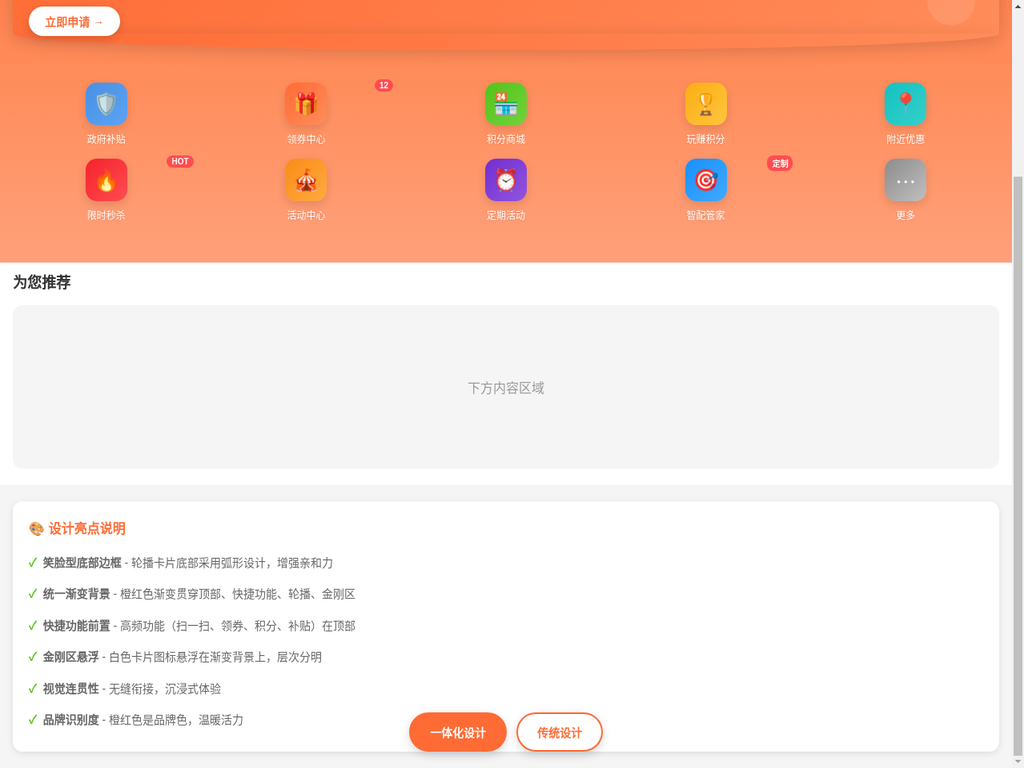 立即申请 →
12
24
政府补贴 领券中心 积分商城 玩赚积分 附近优惠
HOT 定制
限时秒杀 活动中心 定期活动 智配管家 更多
为您推荐
下方内容区域
🎨 设计亮点说明
✓ 笑脸型底部边框 - 轮播卡片底部采用弧形设计，增强亲和力
✓ 统一渐变背景 - 橙红色渐变贯穿顶部、快捷功能、轮播、金刚区
✓ 快捷功能前置 - 高频功能（扫一扫、领券、积分、补贴）在顶部
✓ 金刚区悬浮 - 白色卡片图标悬浮在渐变背景上，层次分明
✓ 视觉连贯性 - 无缝衔接，沉浸式体验
✓ 品牌识别度 - 橙红色是品牌色，温暖活力
一体化设计 传统设计